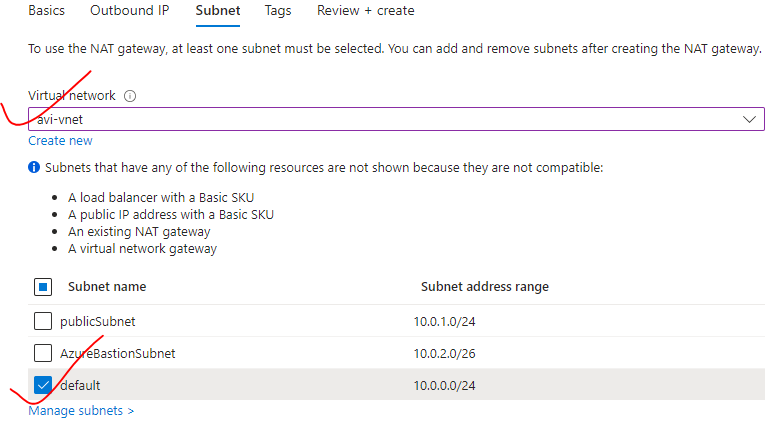 Basics Outbound IP Subnet Tags Review + create
To use the NAT gateway, at least one subnet must be selected. You can add and remove subnets after creating the NAT gateway.
Virtual network
avi-vnet
Create new
Subnets that have any of the following resources are not shown because they are not compatible:
• A load balancer with a Basic SKU
• A public IP address with a Basic SKU
• An existing NAT gateway
• A virtual network gateway
Subnet name Subnet address range
publicSubnet 10.0.1.0/24
AzureBastionSubnet 10.0.2.0/26
default 10.0.0.0/24
Manage subnets >